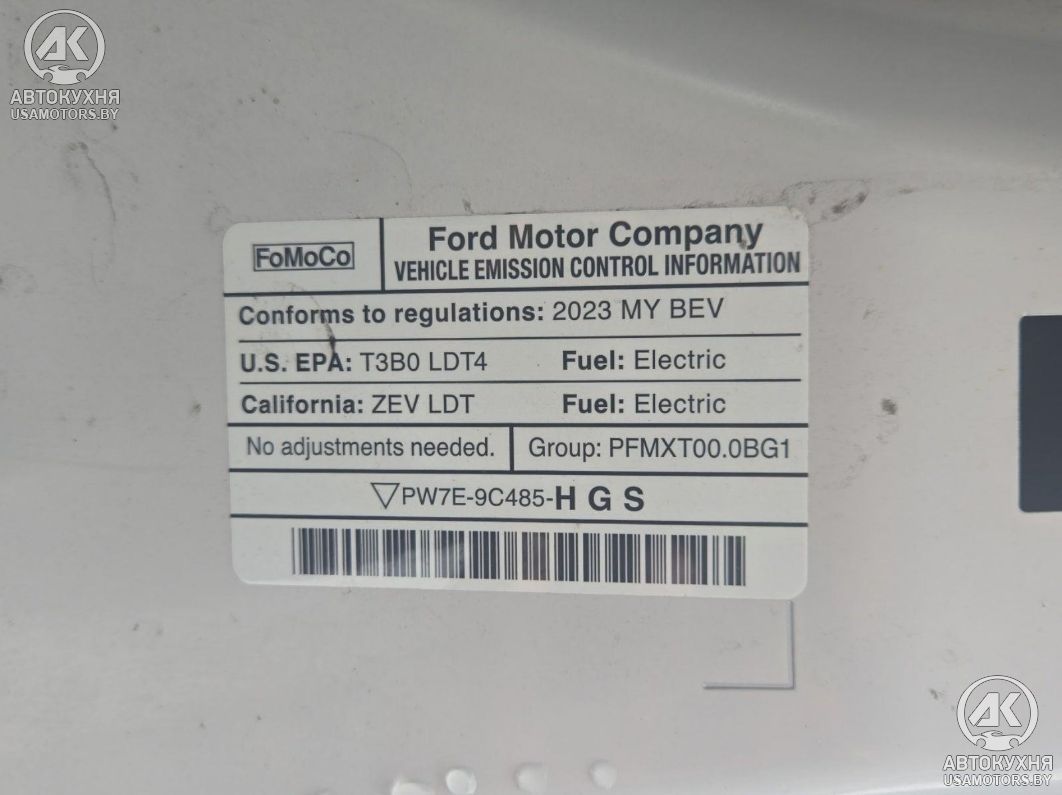 АК
АВТОКУХНЯ
USAMOTORS.BY
FoMoCo
Ford Motor Company
VEHICLE EMISSION CONTROL INFORMATION
Conforms to regulations: 2023 MY BEV
U.S. EPA: T3B0 LDT4 Fuel: Electric
California: ZEV LDT Fuel: Electric
No adjustments needed. Group: PFMXT00.0BG1
PW7E-9C485-H G S
АК
АВТОКУХНЯ
USAMOTORS.BY